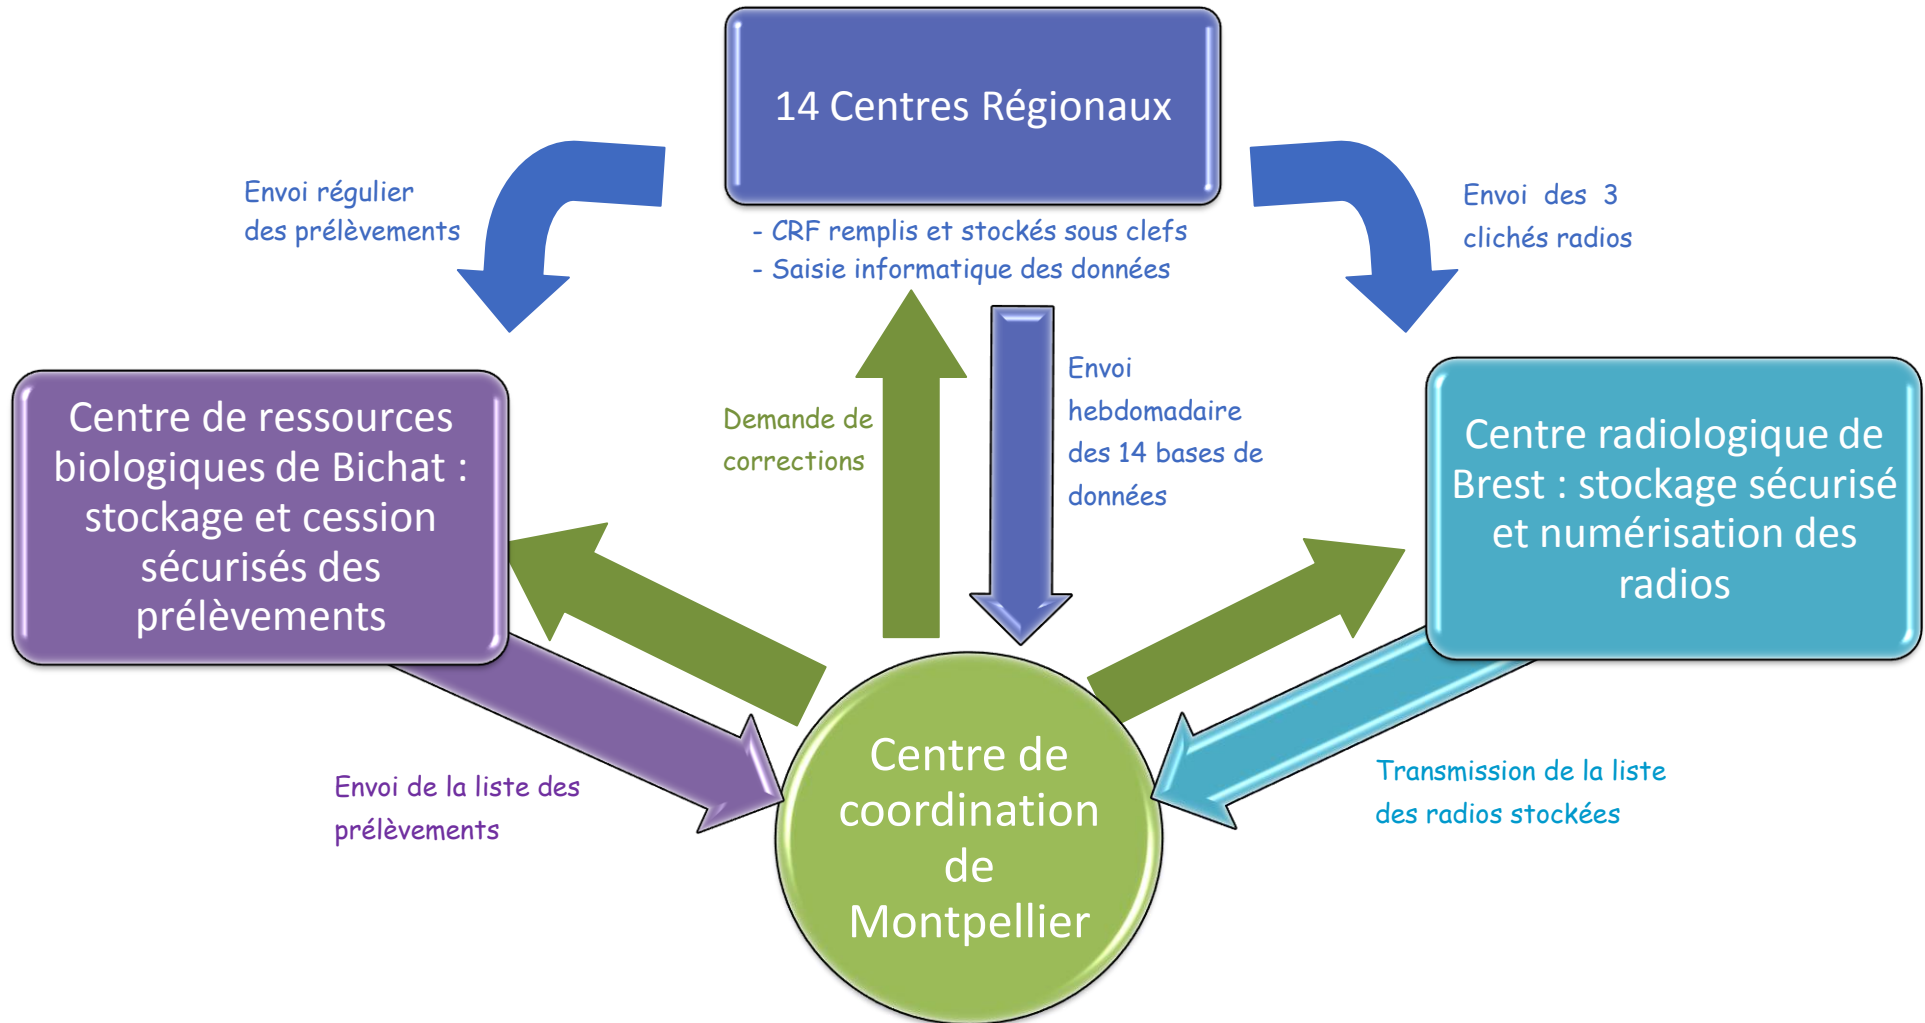 14 Centres Régionaux
Envoi régulier
des prélèvements
- CRF remplis et stockés sous clefs
- Saisie informatique des données
Envoi des 3
clichés radios
Demande de
corrections
Envoi
hebdomadaire
des 14 bases de
données
Centre de ressources
biologiques de Bichat :
stockage et cession
sécurisés des
prélèvements
Centre radiologique de
Brest : stockage sécurisé
et numérisation des
radios
Envoi de la liste des
prélèvements
Centre de
coordination
de
Montpellier
Transmission de la liste
des radios stockées